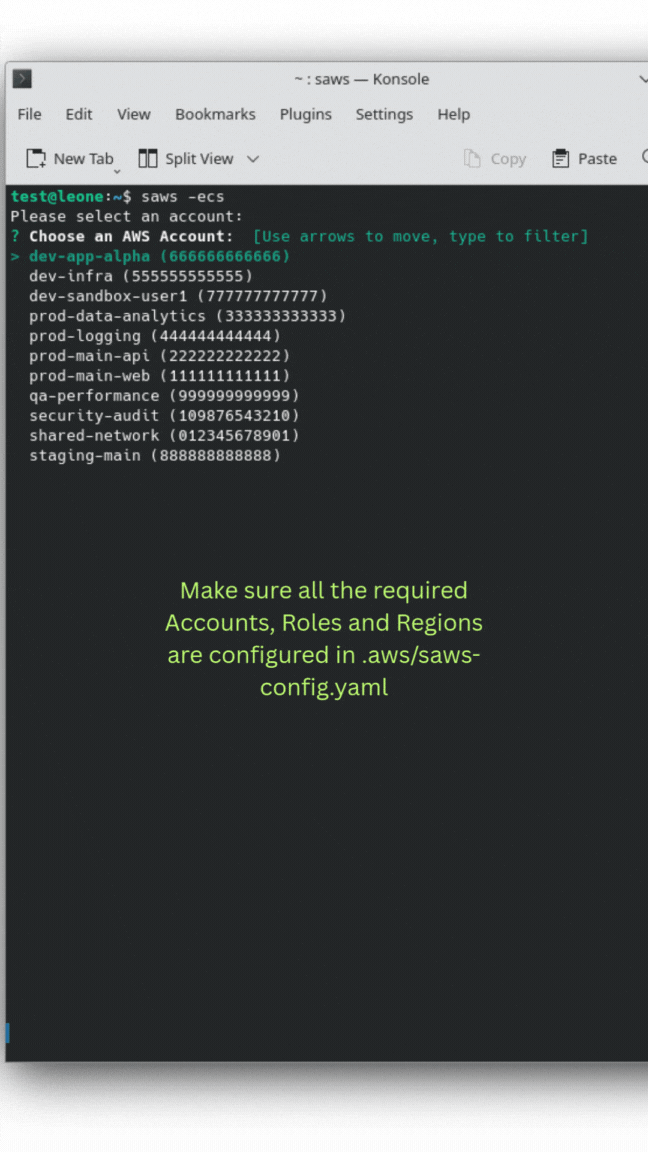 ~ : saws — Konsole
File Edit View Bookmarks Plugins Settings Help
New Tab Split View Copy Paste
test@leone:~$ saws -ecs
Please select an account:
? Choose an AWS Account:  [Use arrows to move, type to filter]
> dev-app-alpha (666666666666)
dev-infra (555555555555)
dev-sandbox-user1 (777777777777)
prod-data-analytics (333333333333)
prod-logging (444444444444)
prod-main-api (222222222222)
prod-main-web (111111111111)
qa-performance (999999999999)
security-audit (109876543210)
shared-network (012345678901)
staging-main (888888888888)
Make sure all the required
Accounts, Roles and Regions
are configured in .aws/saws-
config.yaml